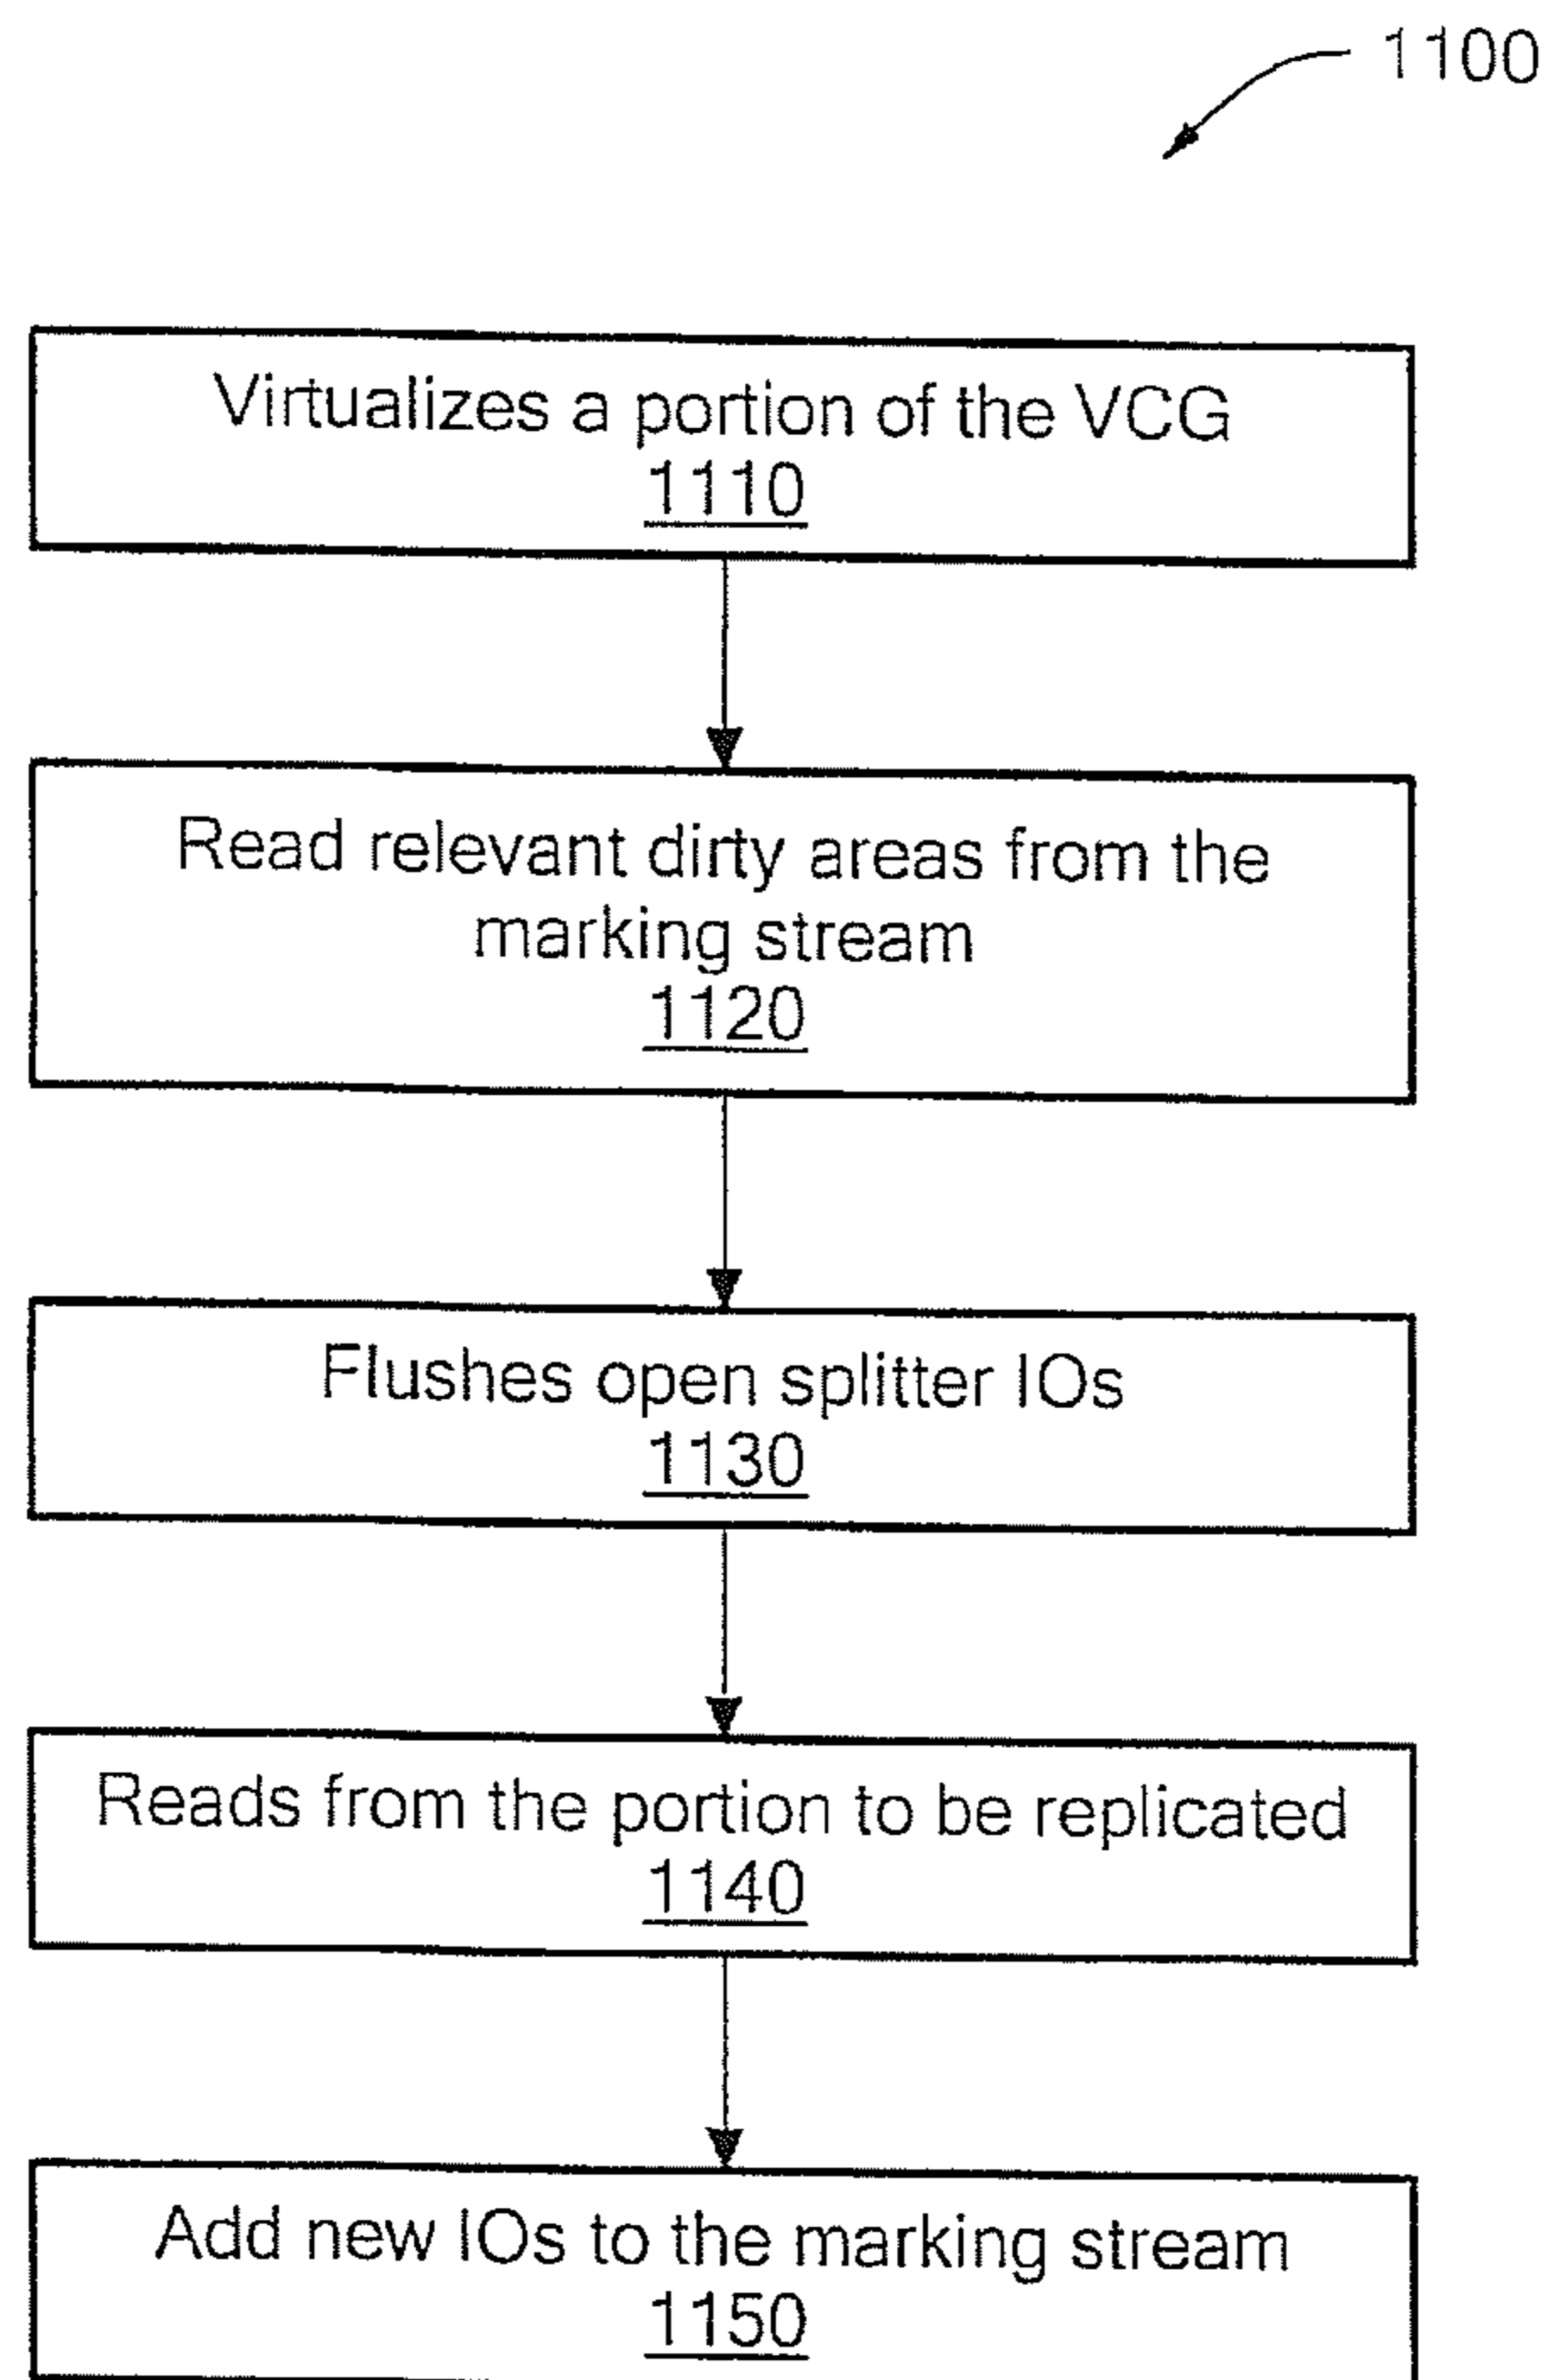 1100
Virtualizes a portion of the VCG
1110
Read relevant dirty areas from the
marking stream
1120
Flushes open splitter IOs
1130
Reads from the portion to be replicated
1140
Add new IOs to the marking stream
1150